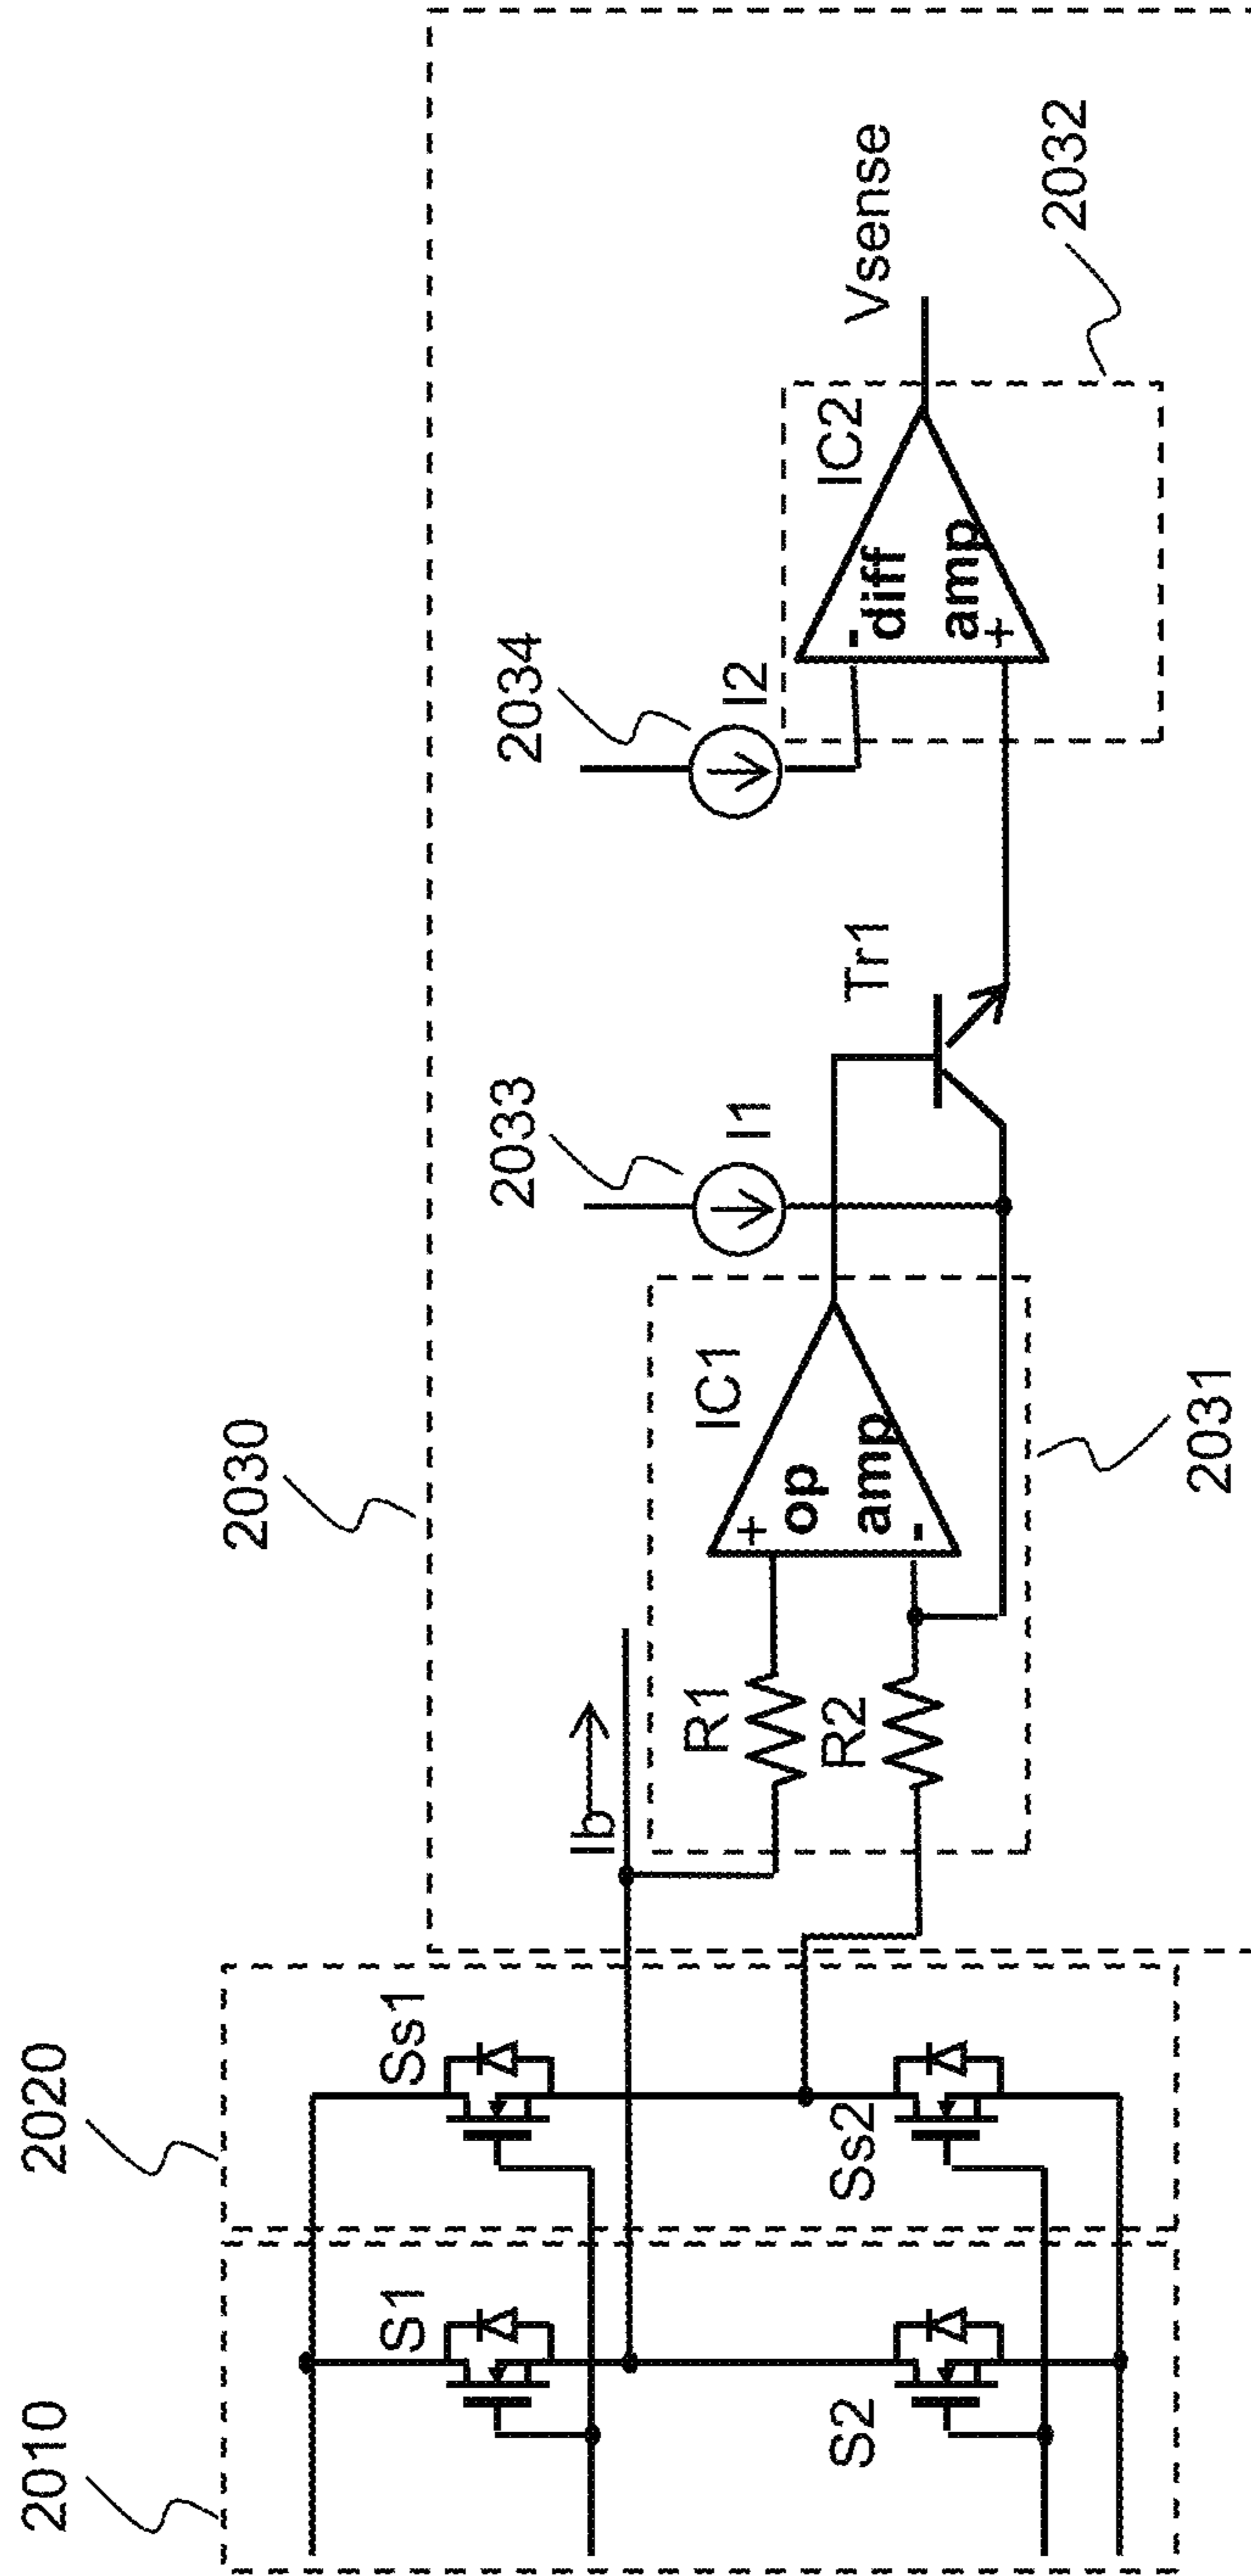 2010
2020
2030
S1
Ss1
S2
Ss2
Ib
R1
R2
IC1
+
op
amp
-
2031
2033
I1
Tr1
2034
I2
IC2
-
diff
amp
+
Vsense
2032